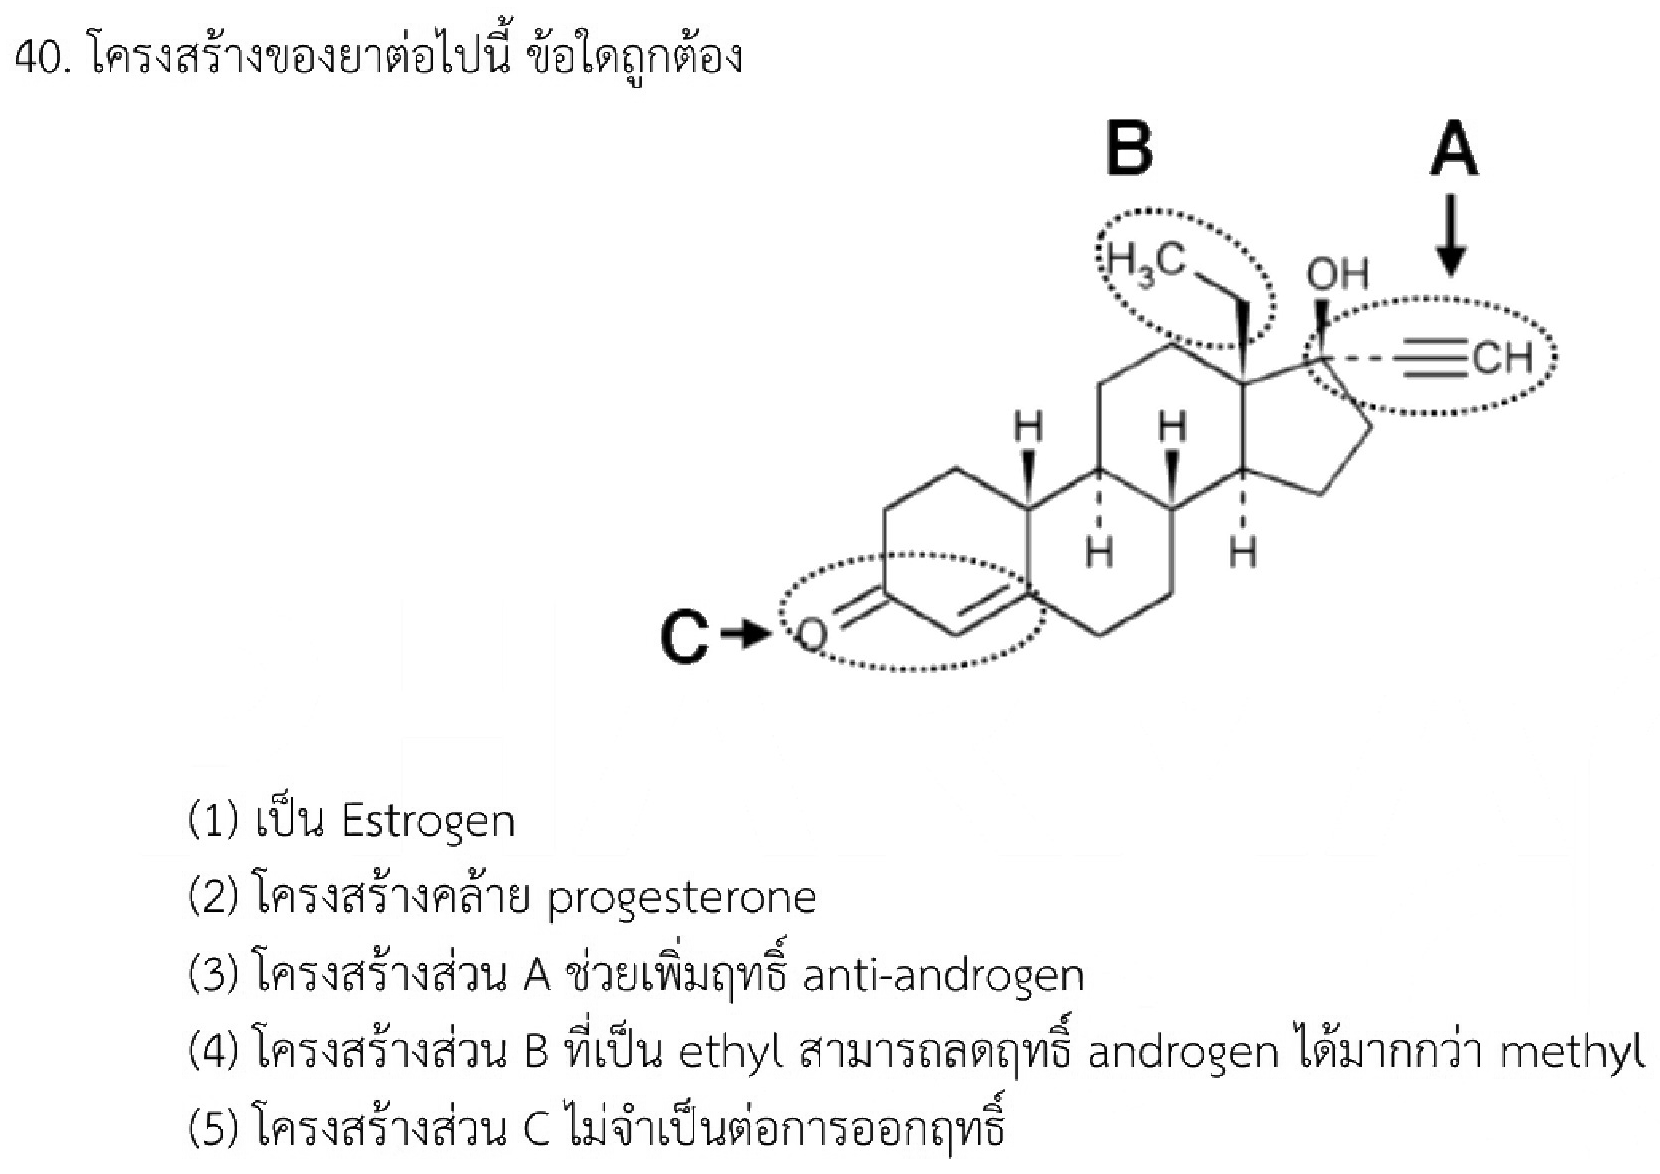 40. โครงสร้างของยาต่อไปนี้ ข้อใดถูกต้อง
B A
H₃C
OH
CH
H H
H H
C
O
(1) เป็น Estrogen
(2) โครงสร้างคล้าย progesterone
(3) โครงสร้างส่วน A ช่วยเพิ่มฤทธิ์ anti-androgen
(4) โครงสร้างส่วน B ที่เป็น ethyl สามารถลดฤทธิ์ androgen ได้มากกว่า methyl
(5) โครงสร้างส่วน C ไม่จำเป็นต่อการออกฤทธิ์